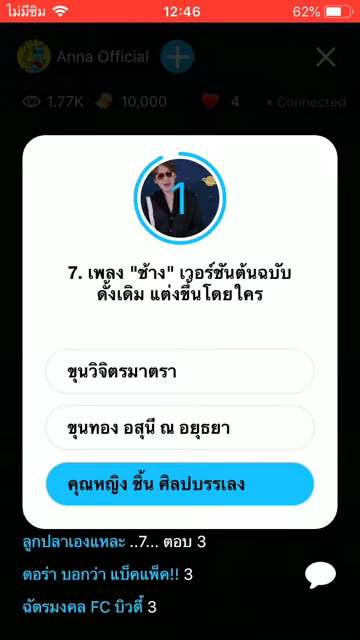 ไม่มีซิม 12:46 62%
Anna Official
1.77K 10,000 4 • Connected
1
7. เพลง "ช้าง" เวอร์ชันต้นฉบับ
ดั้งเดิม แต่งขึ้นโดยใคร
ขุนวิจิตรมาตรา
ขุนทอง อสุนี ณ อยุธยา
คุณหญิง ชิ้น ศิลปบรรเลง
ลูกปลาเองแหละ ..7... ตอบ 3
ดอร่า บอกว่า แบ็คแพ็ค!! 3
ฉัตรมงคล FC บิวตี้ 3